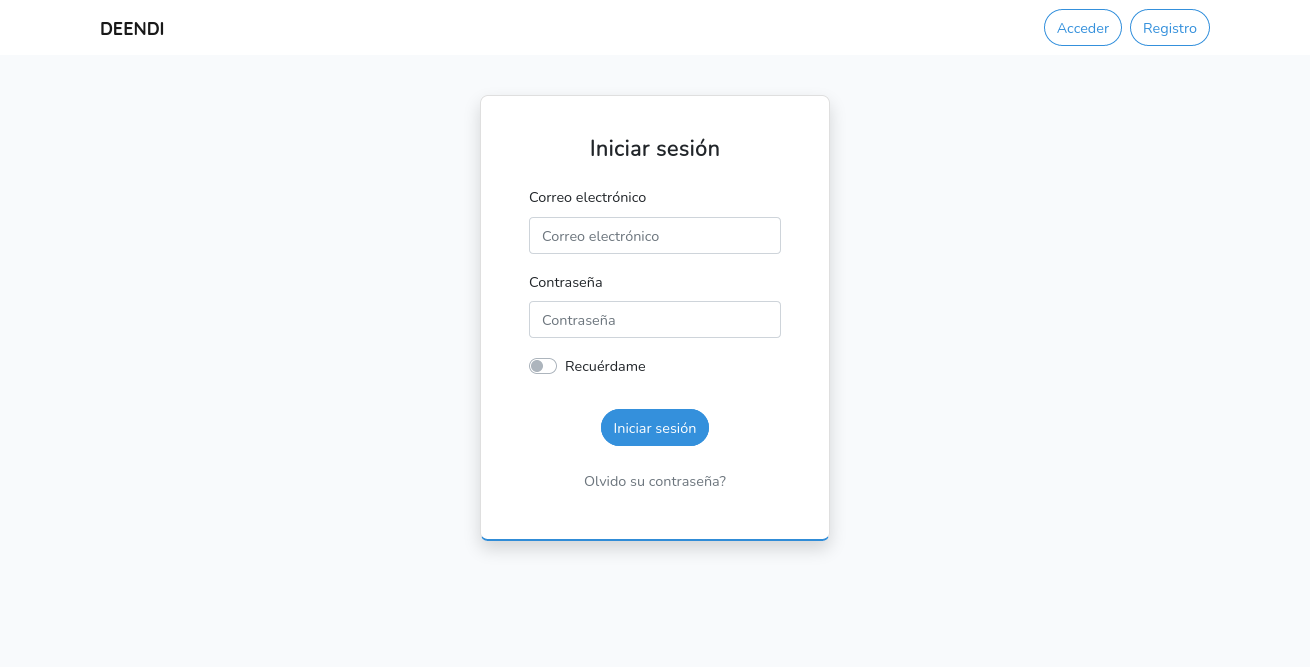 DEENDI
Acceder
Registro
Iniciar sesión
Correo electrónico
Correo electrónico
Contraseña
Contraseña
Recuérdame
Iniciar sesión
Olvido su contraseña?